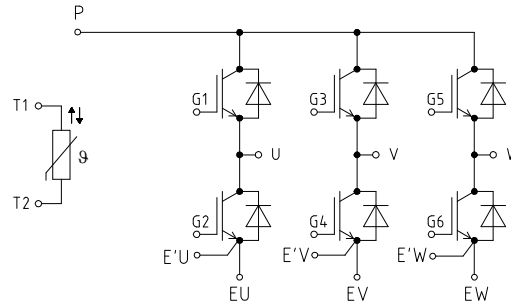 P
T1
G1 G3 G5
ϑ
U V
T2
G2 G4 G6
E'U E'V E'W
EU EV EW